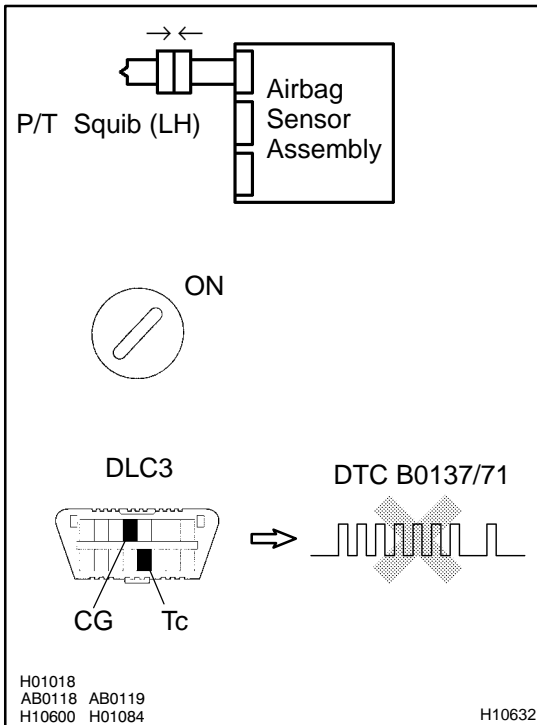 P/T Squib (LH)
Airbag
Sensor
Assembly
ON
DLC3
DTC B0137/71
CG Tc
H01018
AB0118 AB0119
H10600 H01084
H10632